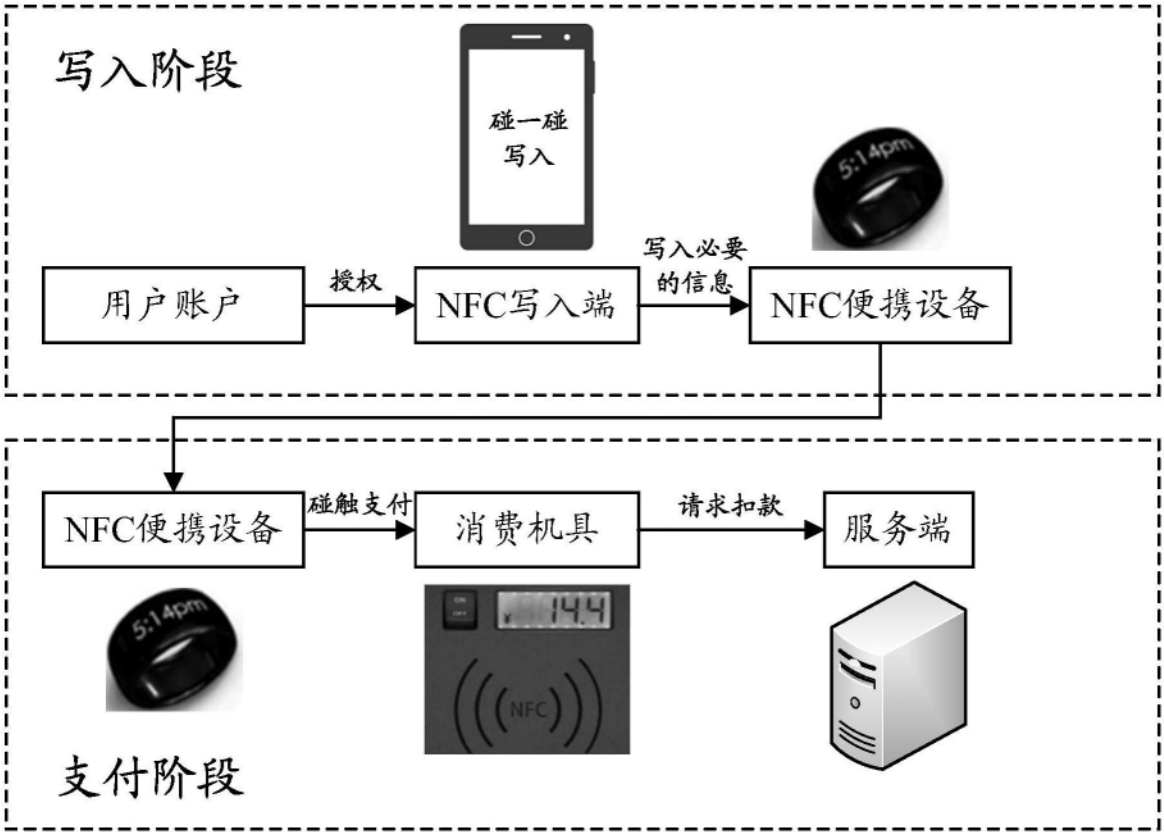 写入阶段
碰一碰
写入
5:14pm
用户账户
授权
NFC写入端
写入必要
的信息
NFC便携设备
NFC便携设备
碰触支付
消费机具
请求扣款
服务端
5:14pm
ON
OFF
¥ 14.4
NFC
支付阶段